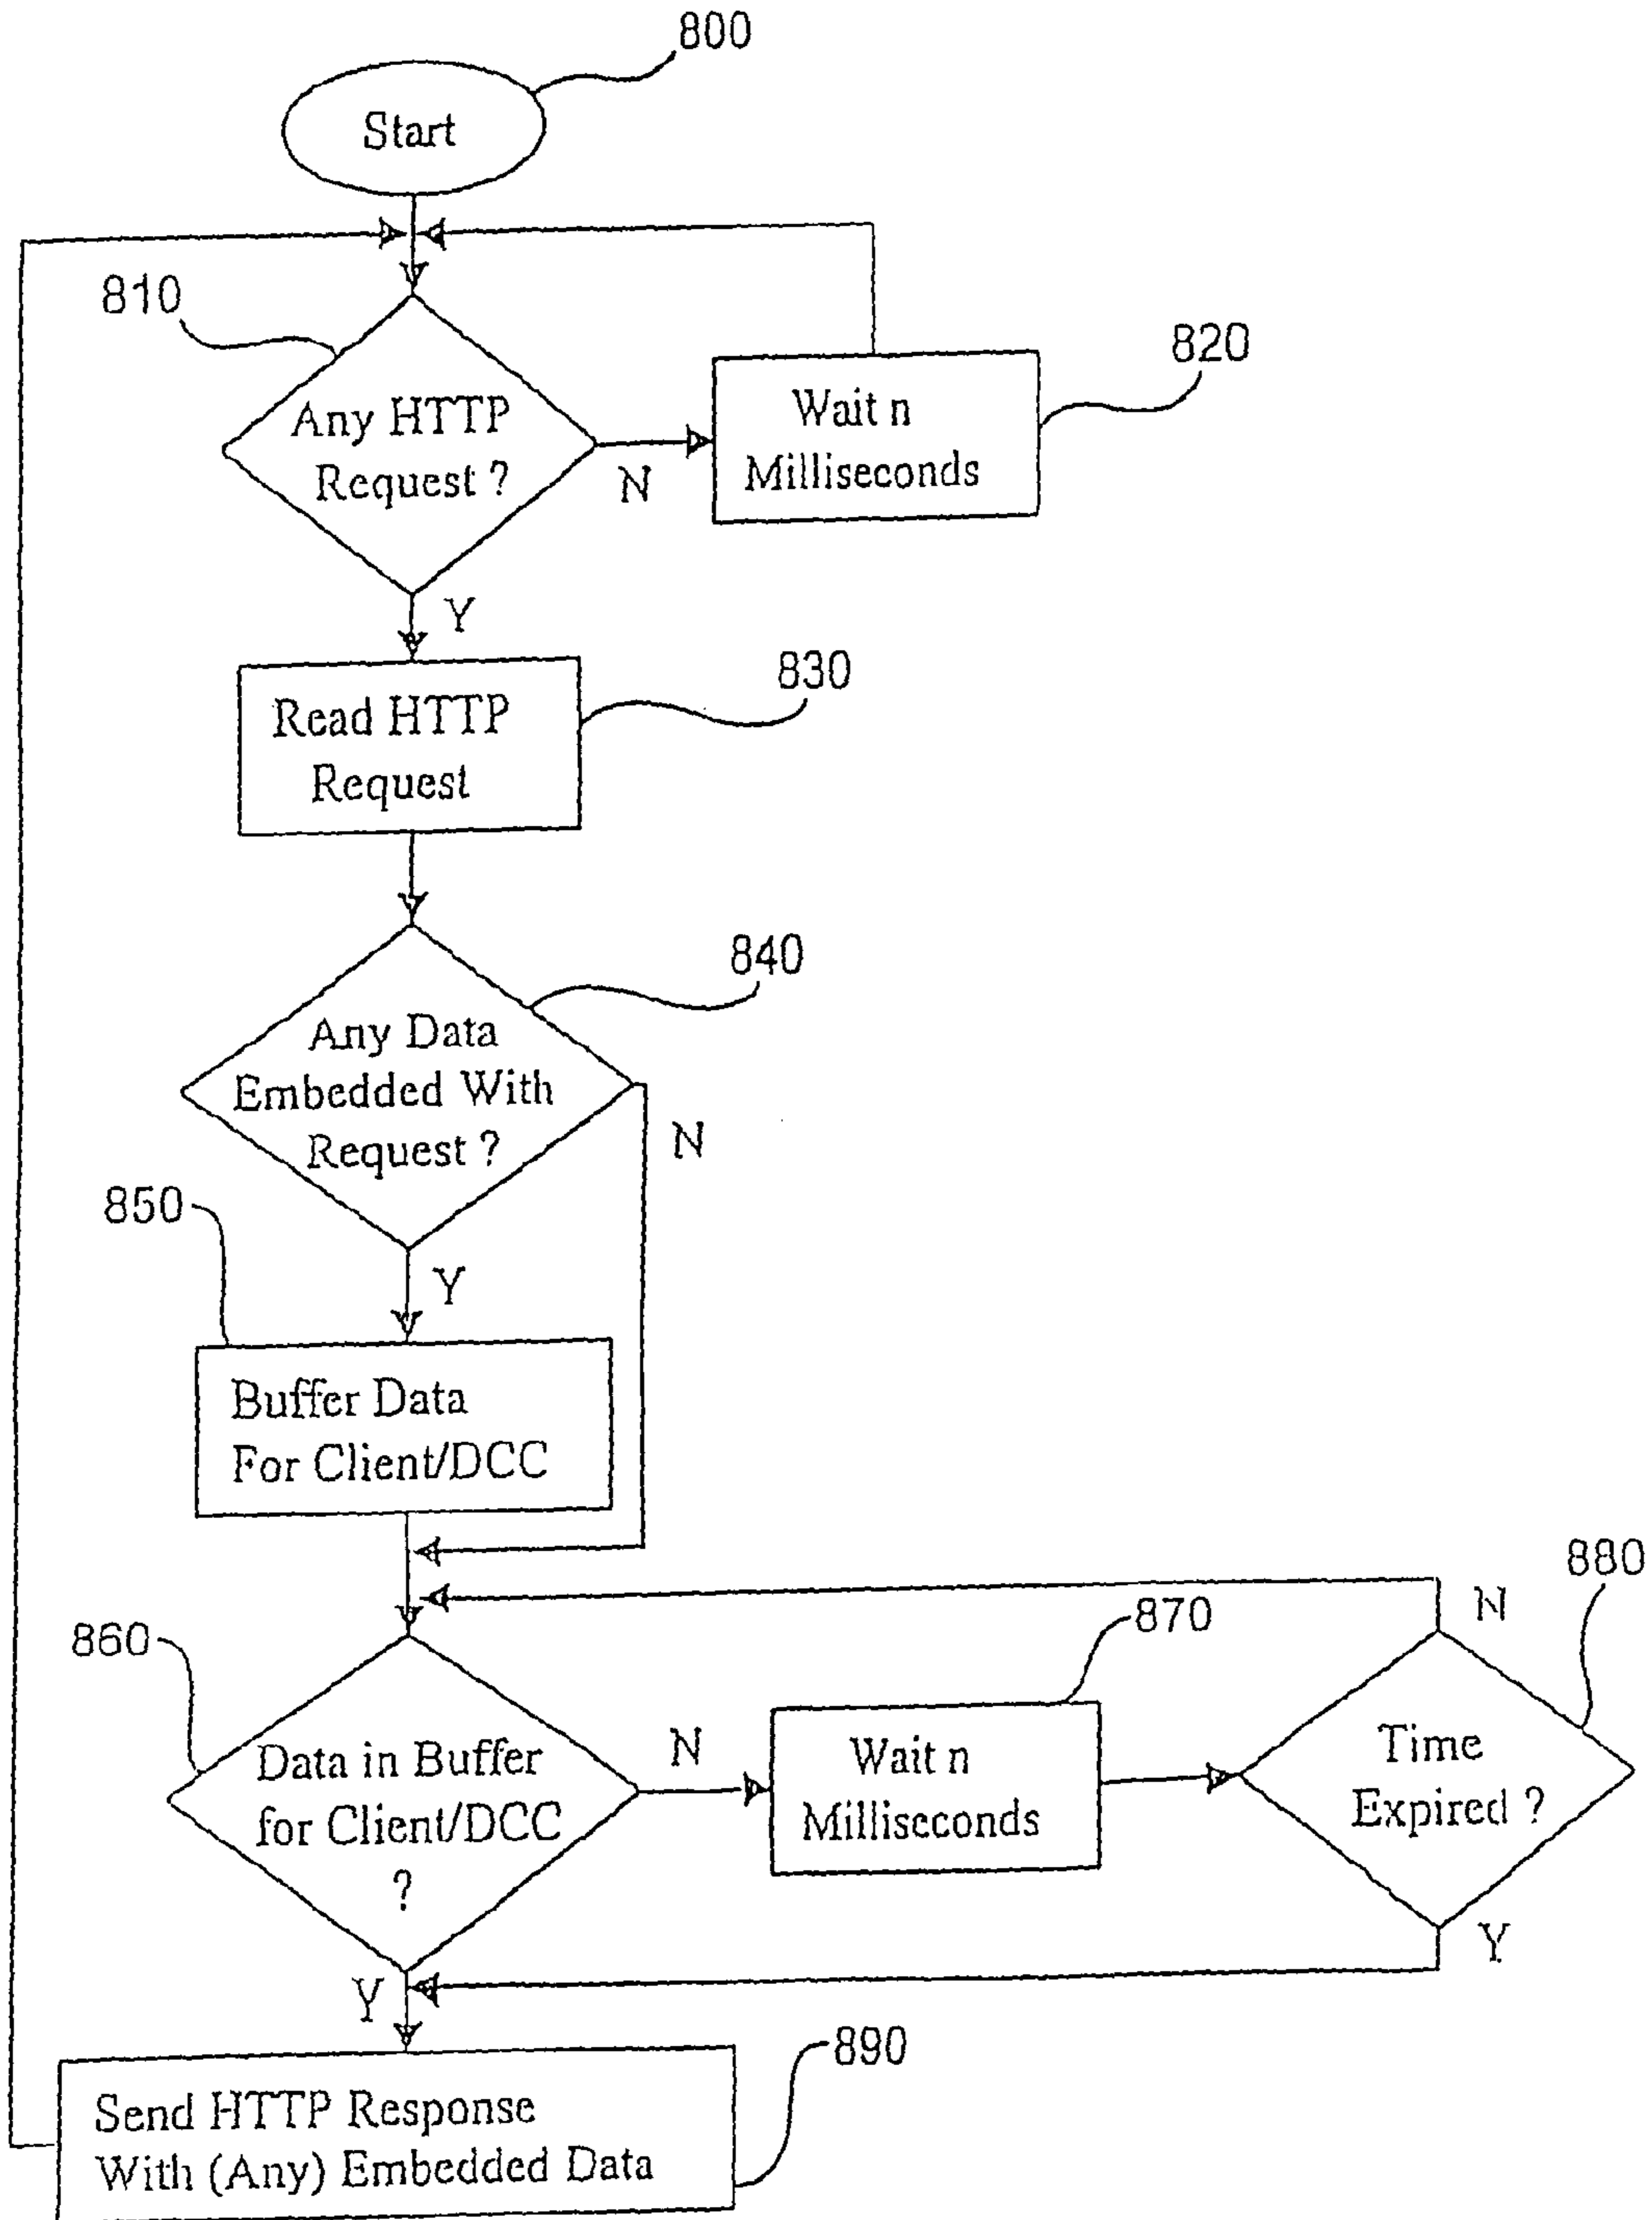 800
Start
810
820
Any HTTP
Request ?
N
Wait n
Milliseconds
Y
830
Read HTTP
Request
840
Any Data
Embedded With
Request ?
N
850
Y
Buffer Data
For Client/DCC
880
N
870
860
Data in Buffer
for Client/DCC
?
N
Wait n
Milliseconds
Time
Expired ?
Y
Y
890
Send HTTP Response
With (Any) Embedded Data